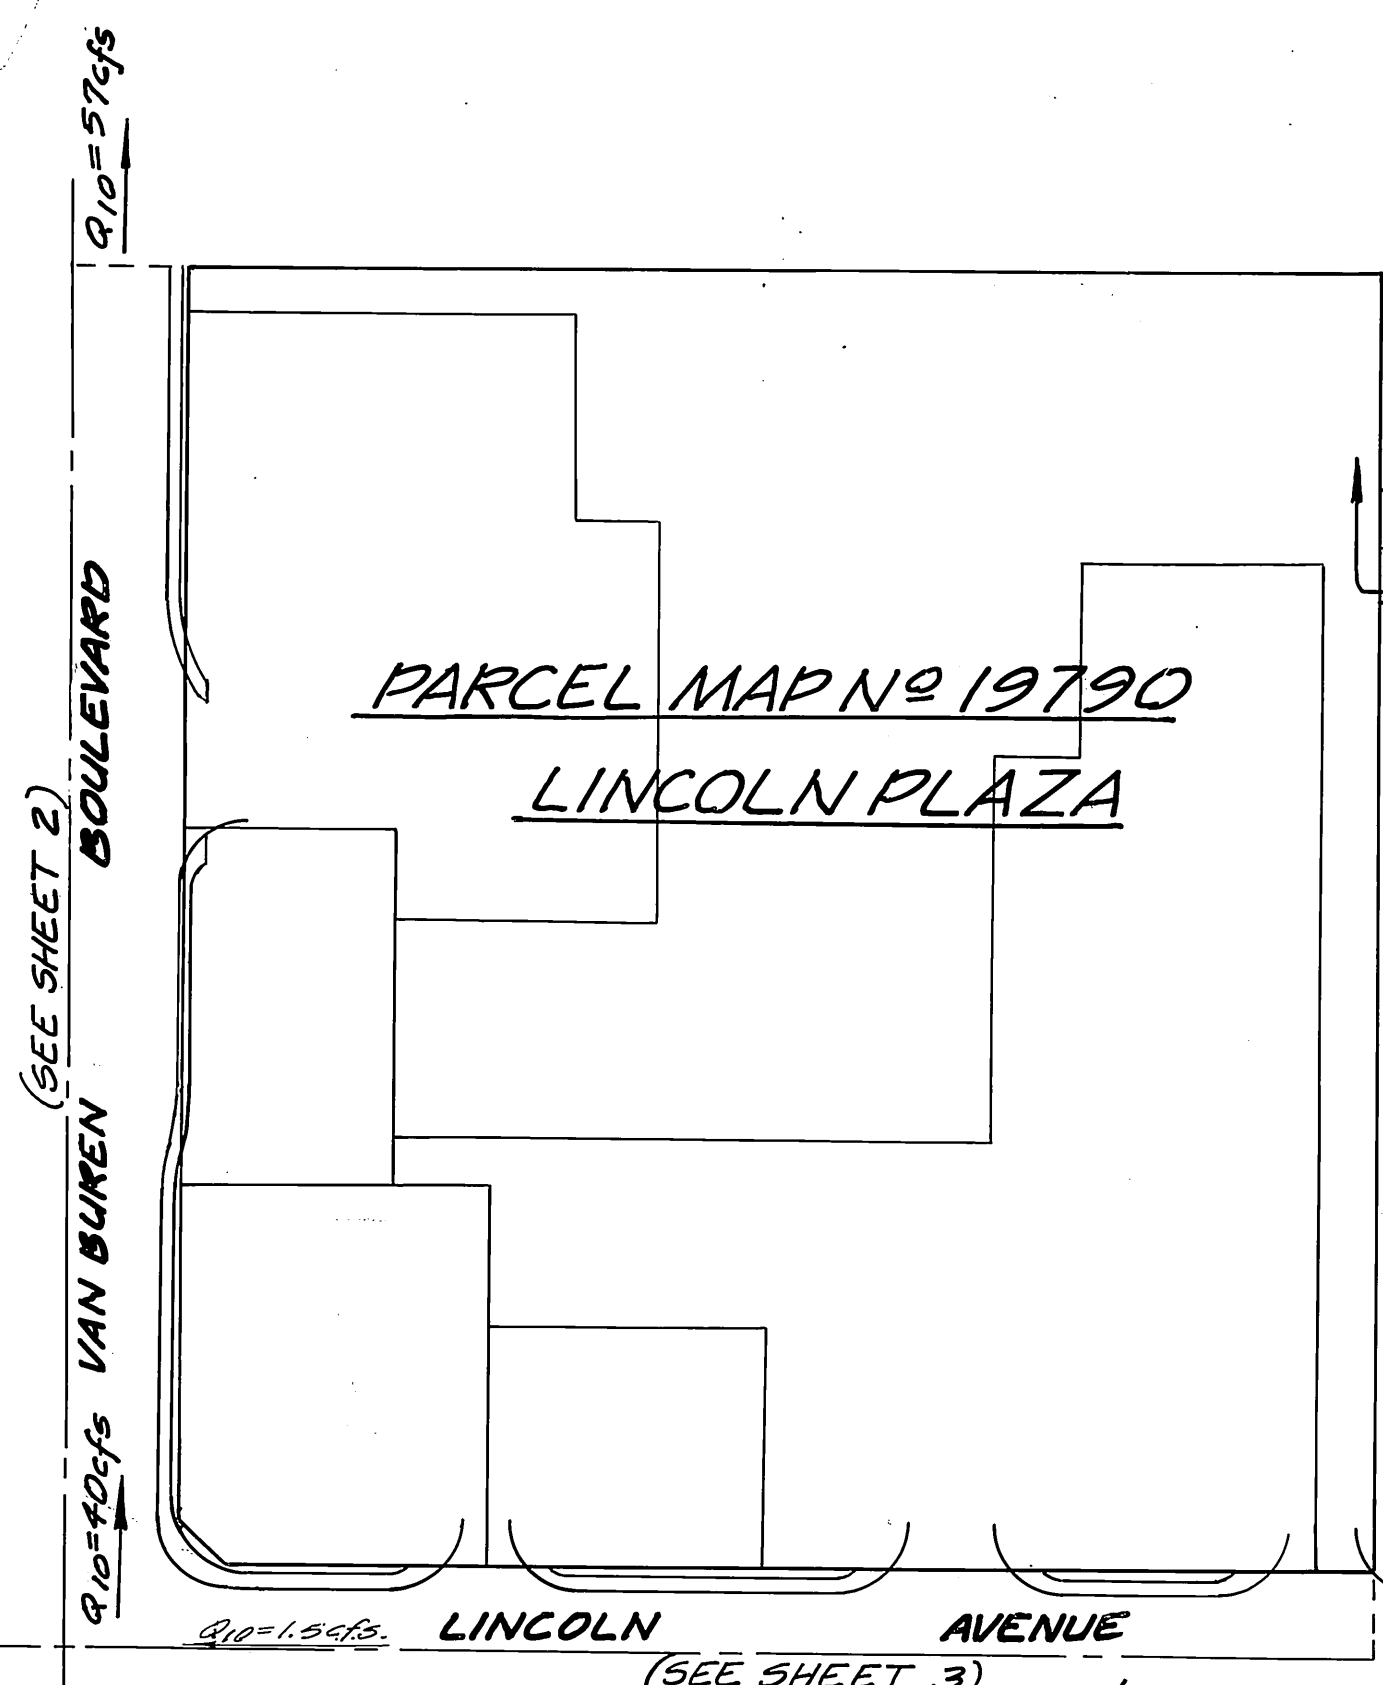 Q10=57cfs
(SEE SHEET 2)
BOULEVARD
PARCEL MAP Nº 19790
LINCOLN PLAZA
VAN BUREN
Q10=40cfs
Q10=1.5cfs.
LINCOLN AVENUE
(SEE SHEET 3)